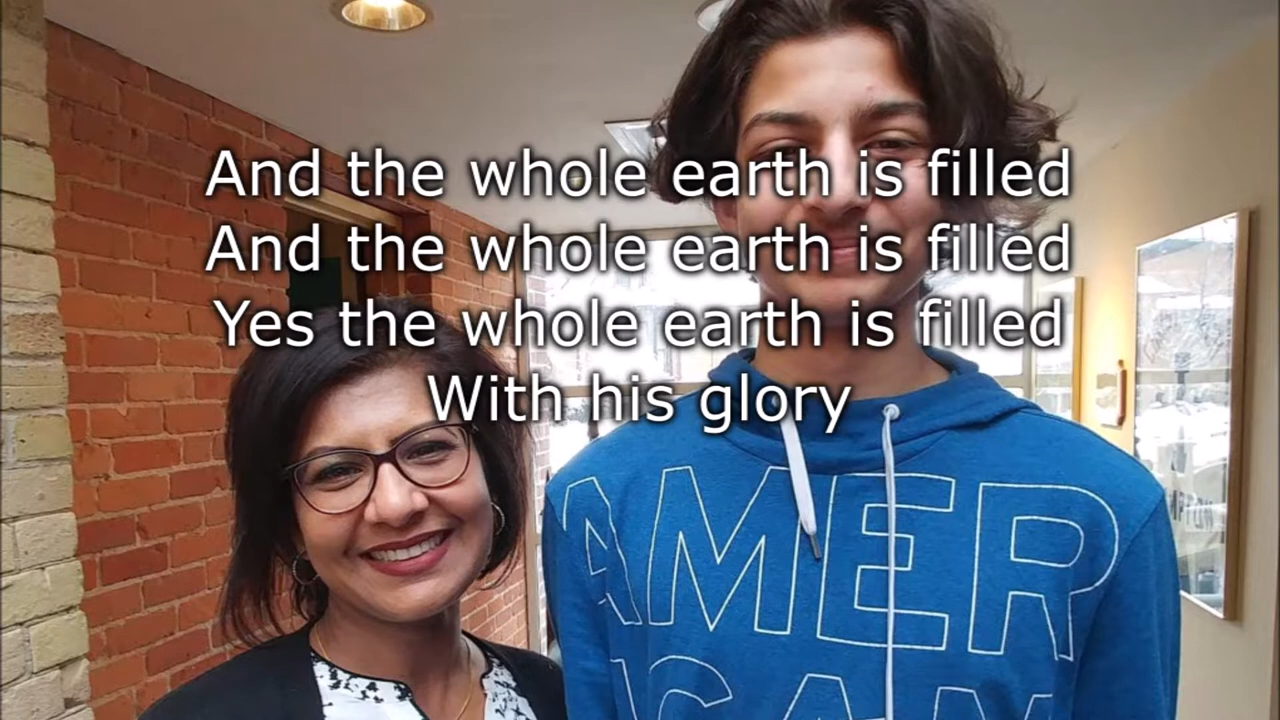 And the whole earth is filled
And the whole earth is filled
Yes the whole earth is filled
With his glory
AMER
ICAN